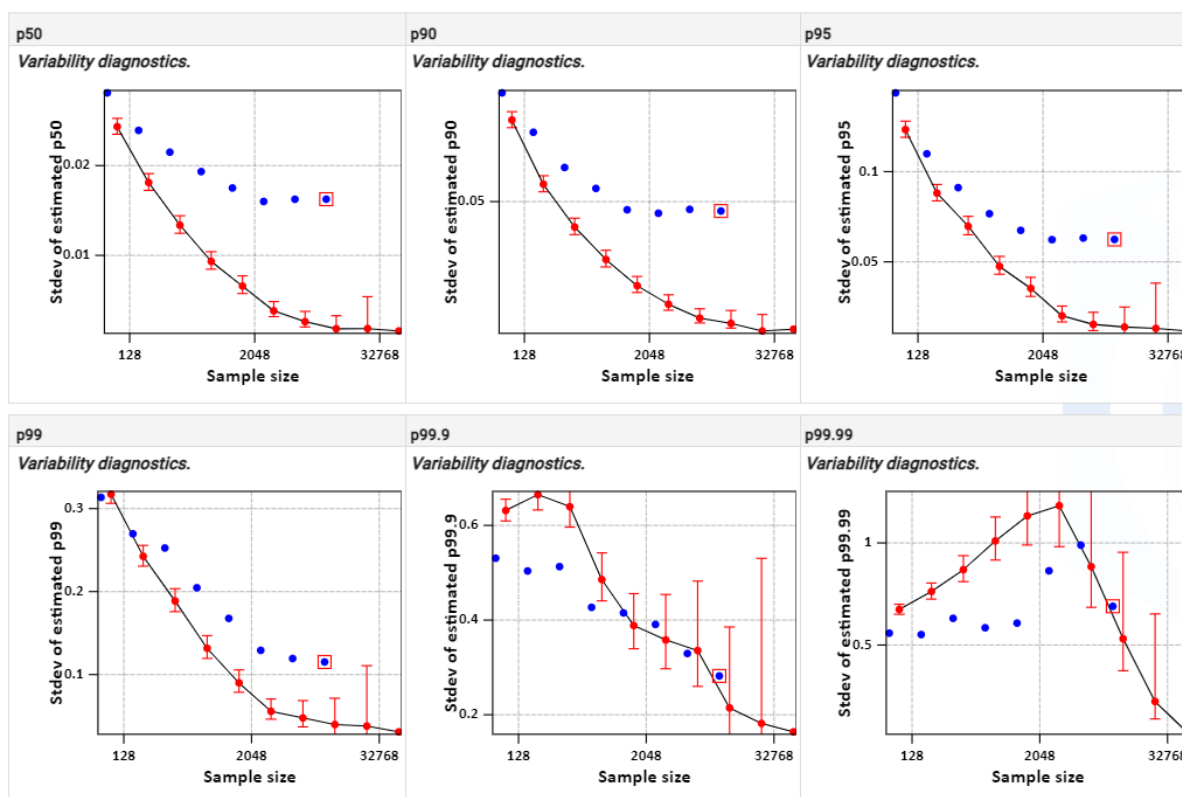 p50
Variability diagnostics.
Stdev of estimated p50
0.02
0.01
128
2048
32768
Sample size
p90
Variability diagnostics.
Stdev of estimated p90
0.05
128
2048
32768
Sample size
p95
Variability diagnostics.
Stdev of estimated p95
0.1
0.05
128
2048
32768
Sample size
p99
Variability diagnostics.
Stdev of estimated p99
0.3
0.2
0.1
128
2048
32768
Sample size
p99.9
Variability diagnostics.
Stdev of estimated p99.9
0.6
0.4
0.2
128
2048
32768
Sample size
p99.99
Variability diagnostics.
Stdev of estimated p99.99
1
0.5
128
2048
32768
Sample size